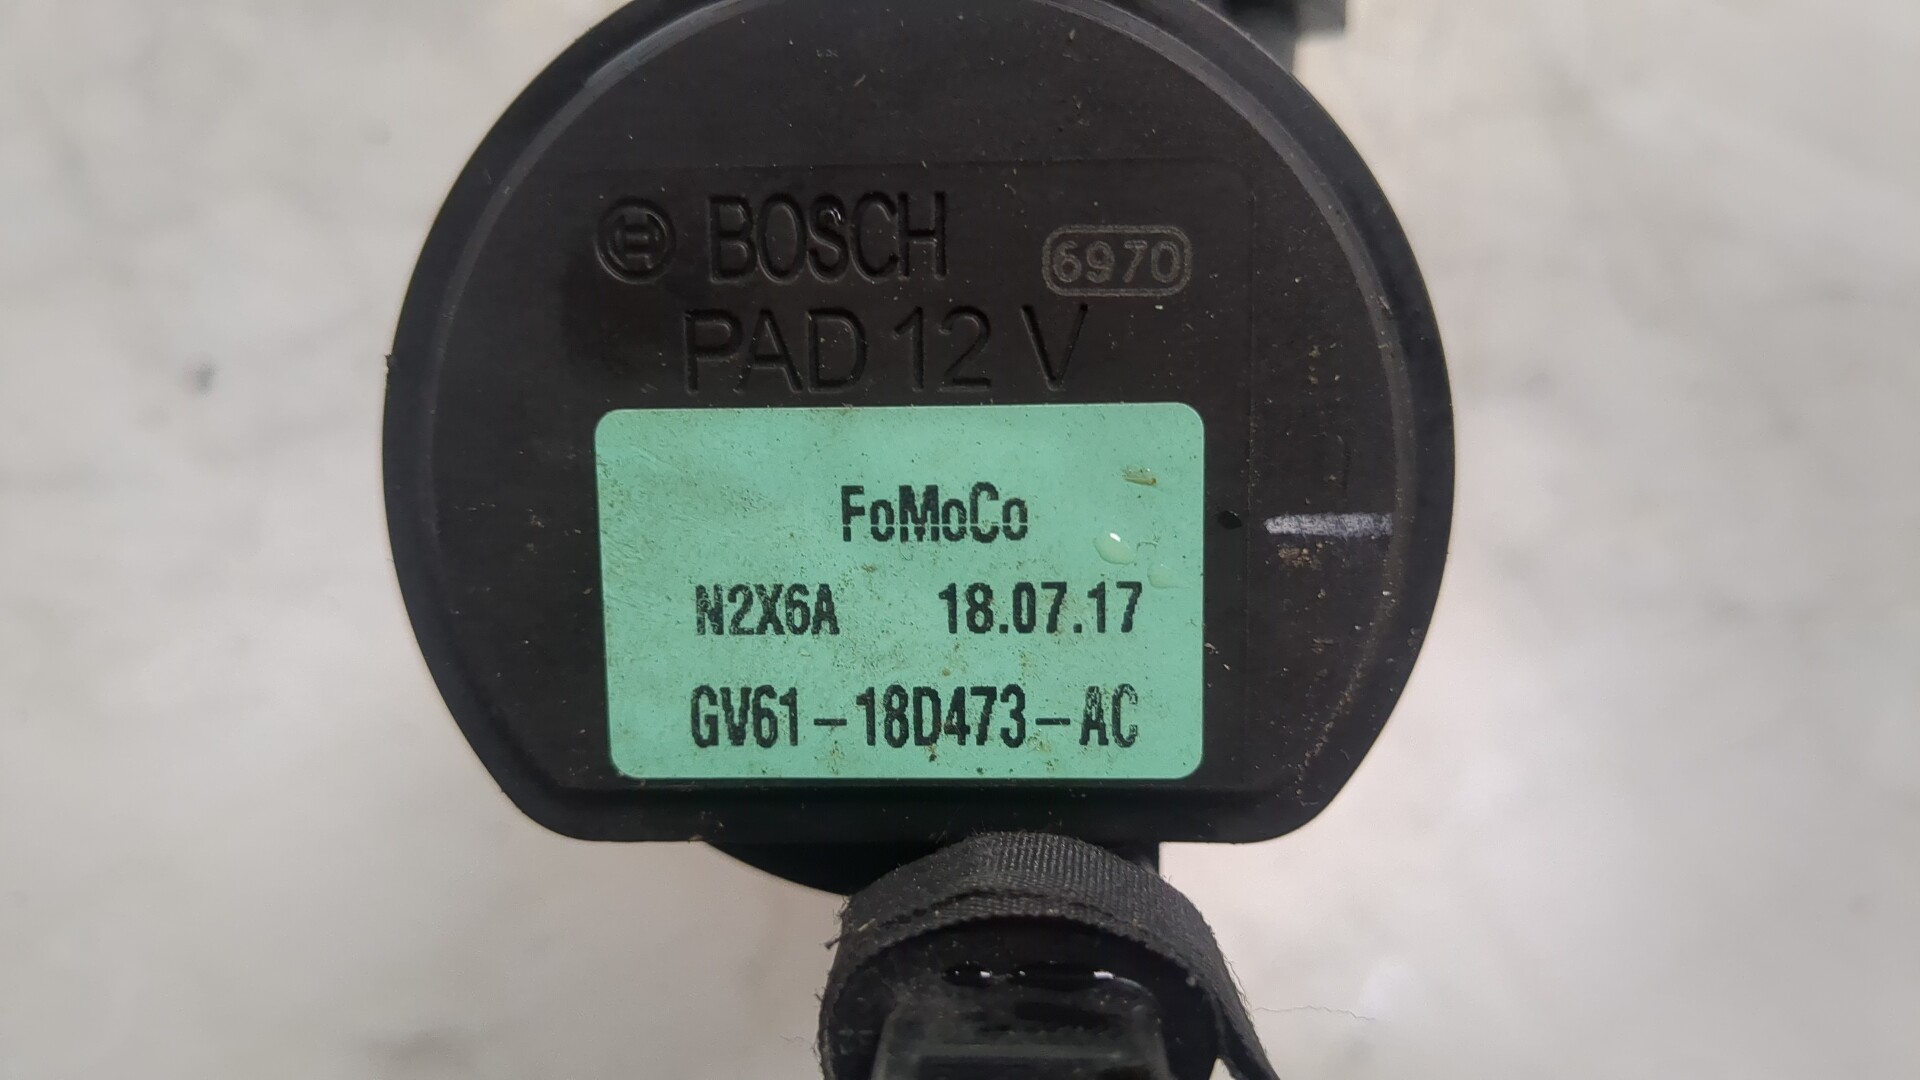 BOSCH 6970
PAD 12 V
FoMoCo
N2X6A 18.07.17
GV61-18D473-AC